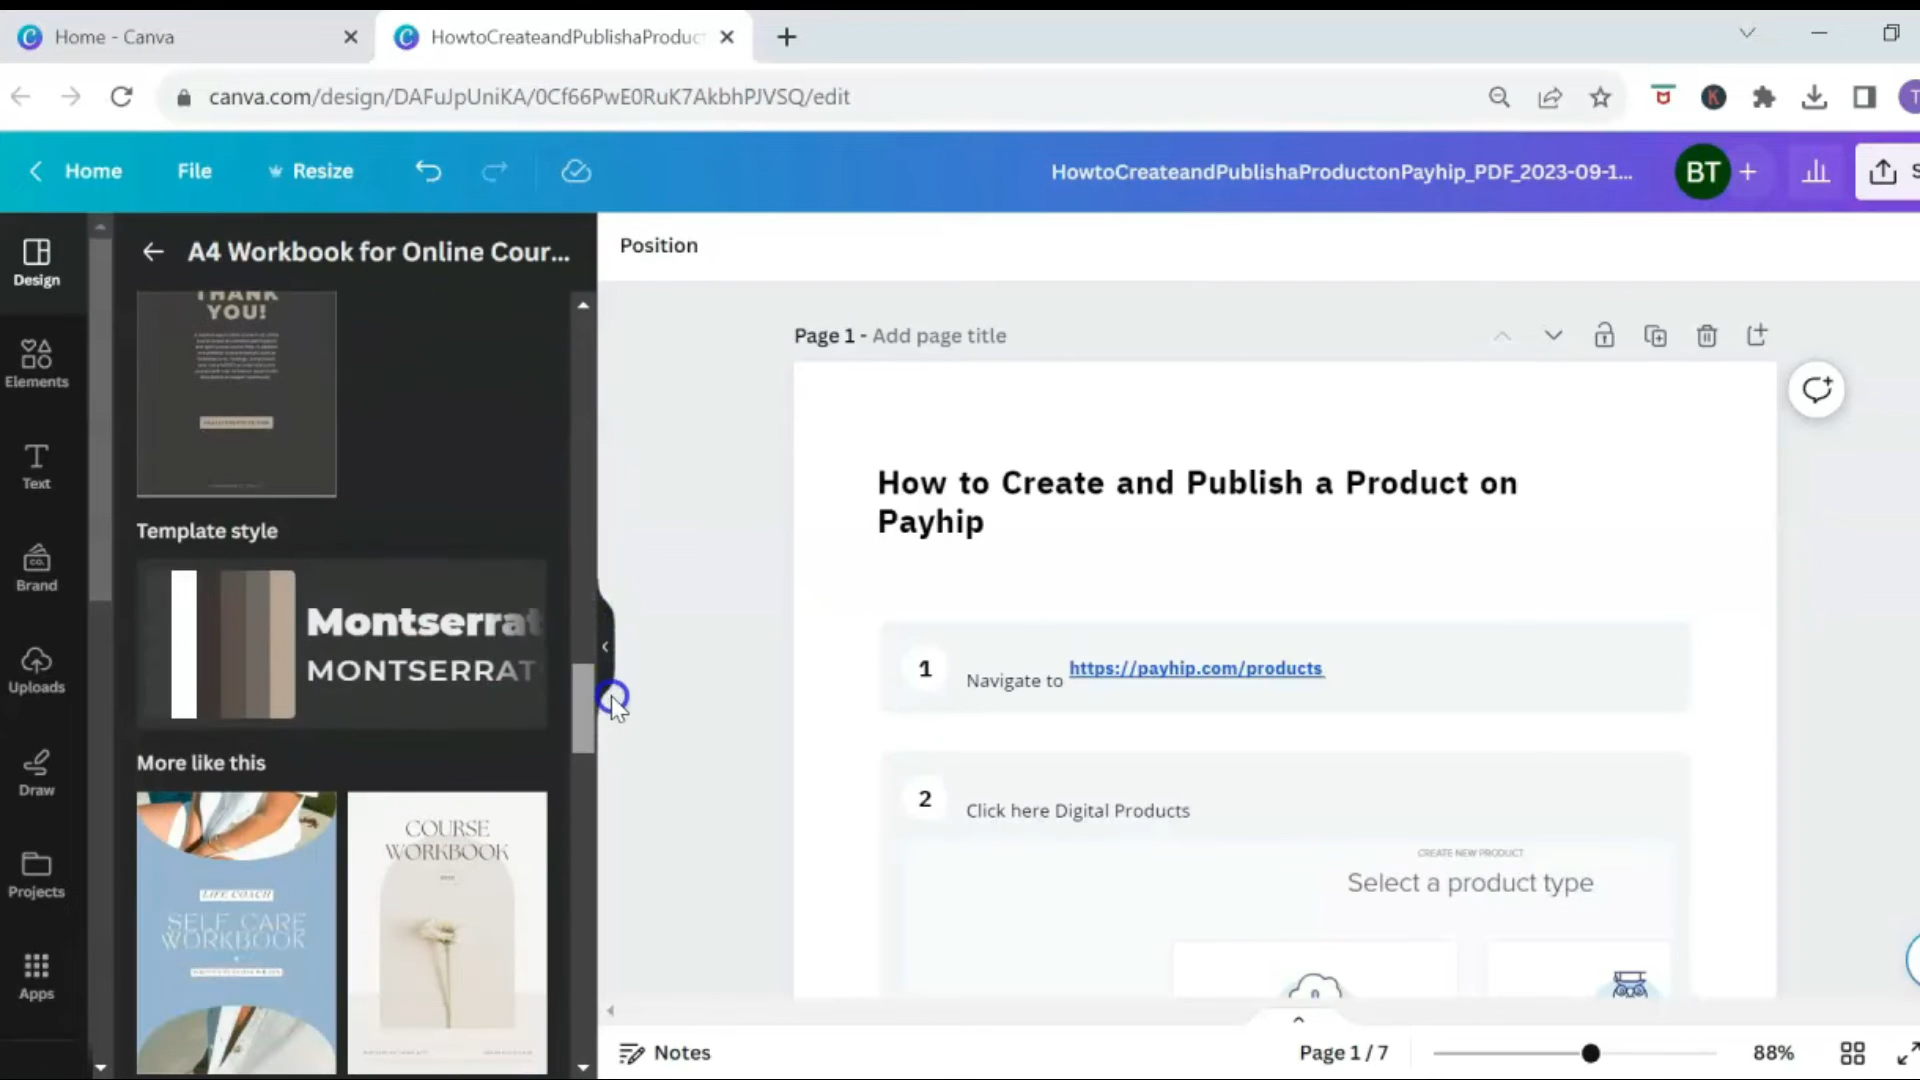 Home - Canva
HowtoCreateandPublishaProduc
canva.com/design/DAFuJpUniKA/0Cf66PwE0RuK7AkbhPJVSQ/edit
Home
File
Resize
HowtoCreateandPublishaProductonPayhip_PDF_2023-09-1...
BT
Design
Elements
Text
Brand
Uploads
Draw
Projects
Apps
A4 Workbook for Online Cour...
THANK
YOU!
Template style
Montserrat
MONTSERRAT
More like this
LIFE COACH
SELF CARE
WORKBOOK
COURSE
WORKBOOK
Position
Page 1 - Add page title
How to Create and Publish a Product on
Payhip
1
Navigate to https://payhip.com/products
2
Click here Digital Products
CREATE NEW PRODUCT
Select a product type
Notes
Page 1 / 7
88%